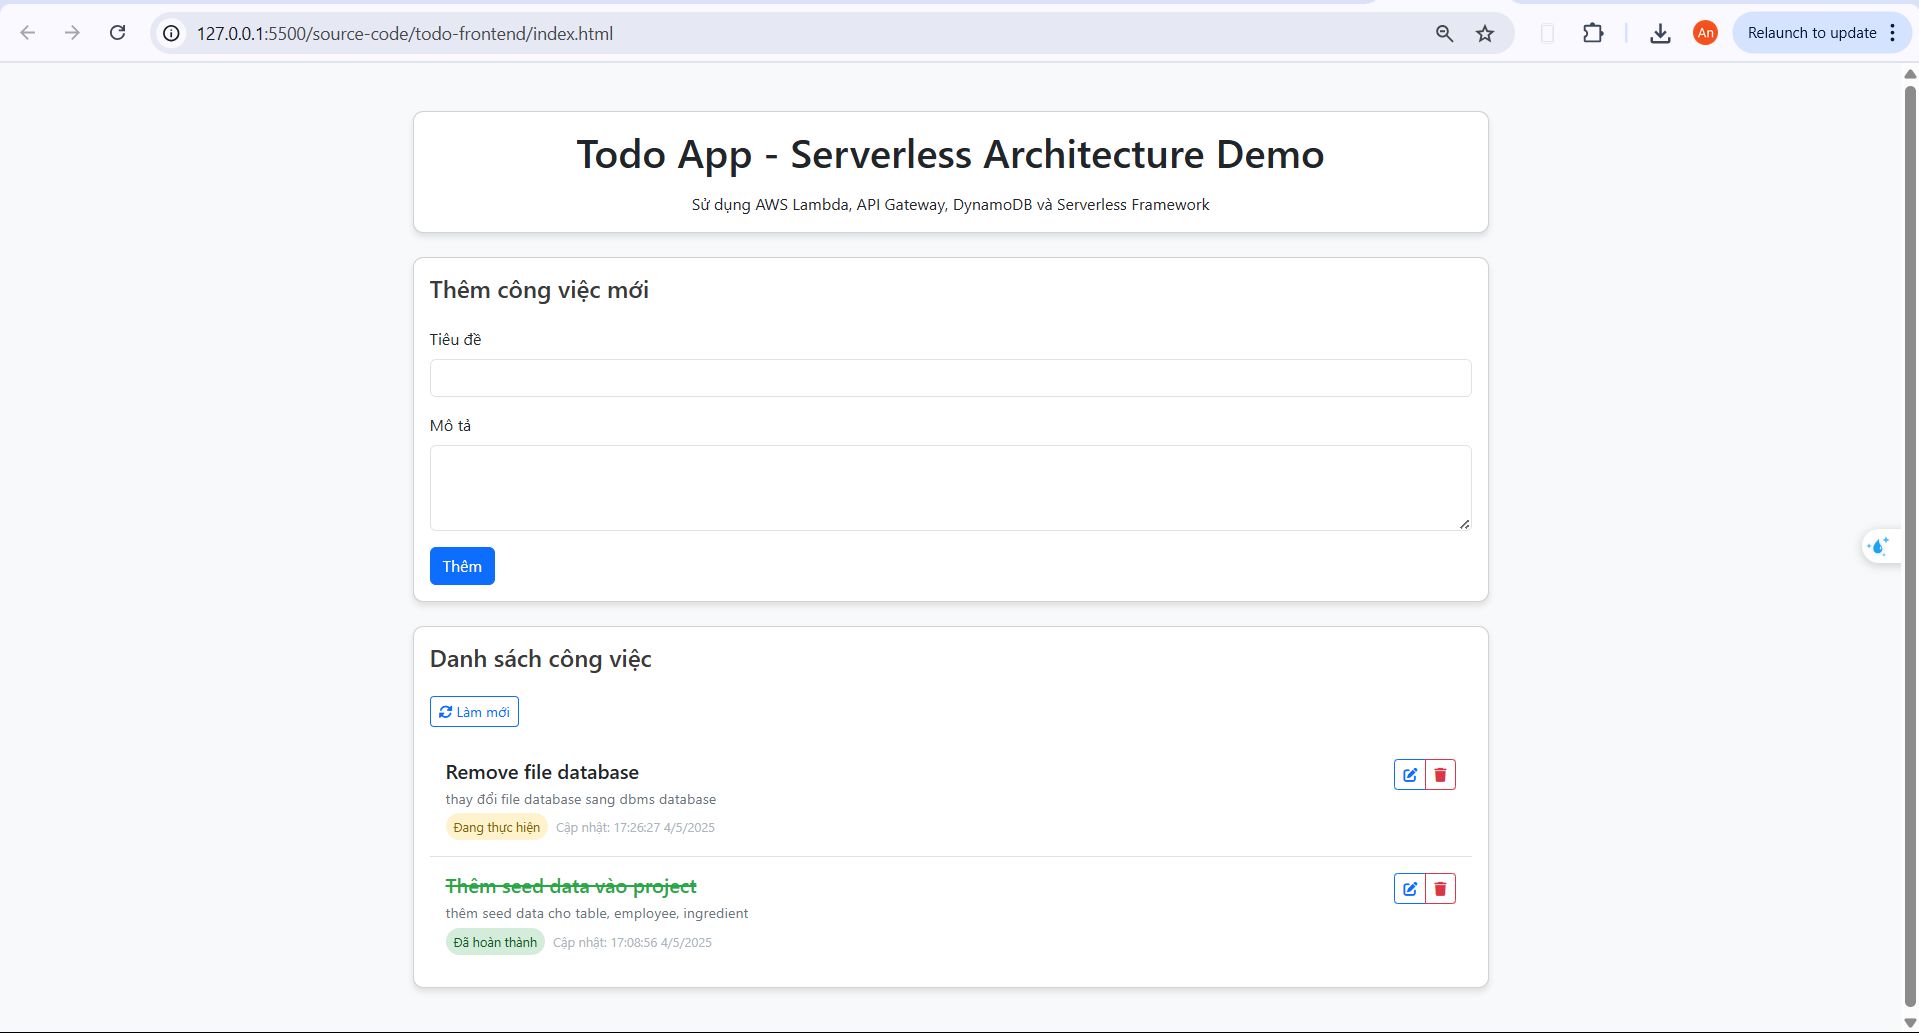 127.0.0.1:5500/source-code/todo-frontend/index.html
An
Relaunch to update
Todo App - Serverless Architecture Demo
Sử dụng AWS Lambda, API Gateway, DynamoDB và Serverless Framework
Thêm công việc mới
Tiêu đề
Mô tả
Thêm
Danh sách công việc
Làm mới
Remove file database
thay đổi file database sang dbms database
Đang thực hiện Cập nhật: 17:26:27 4/5/2025
Thêm seed data vào project
thêm seed data cho table, employee, ingredient
Đã hoàn thành Cập nhật: 17:08:56 4/5/2025